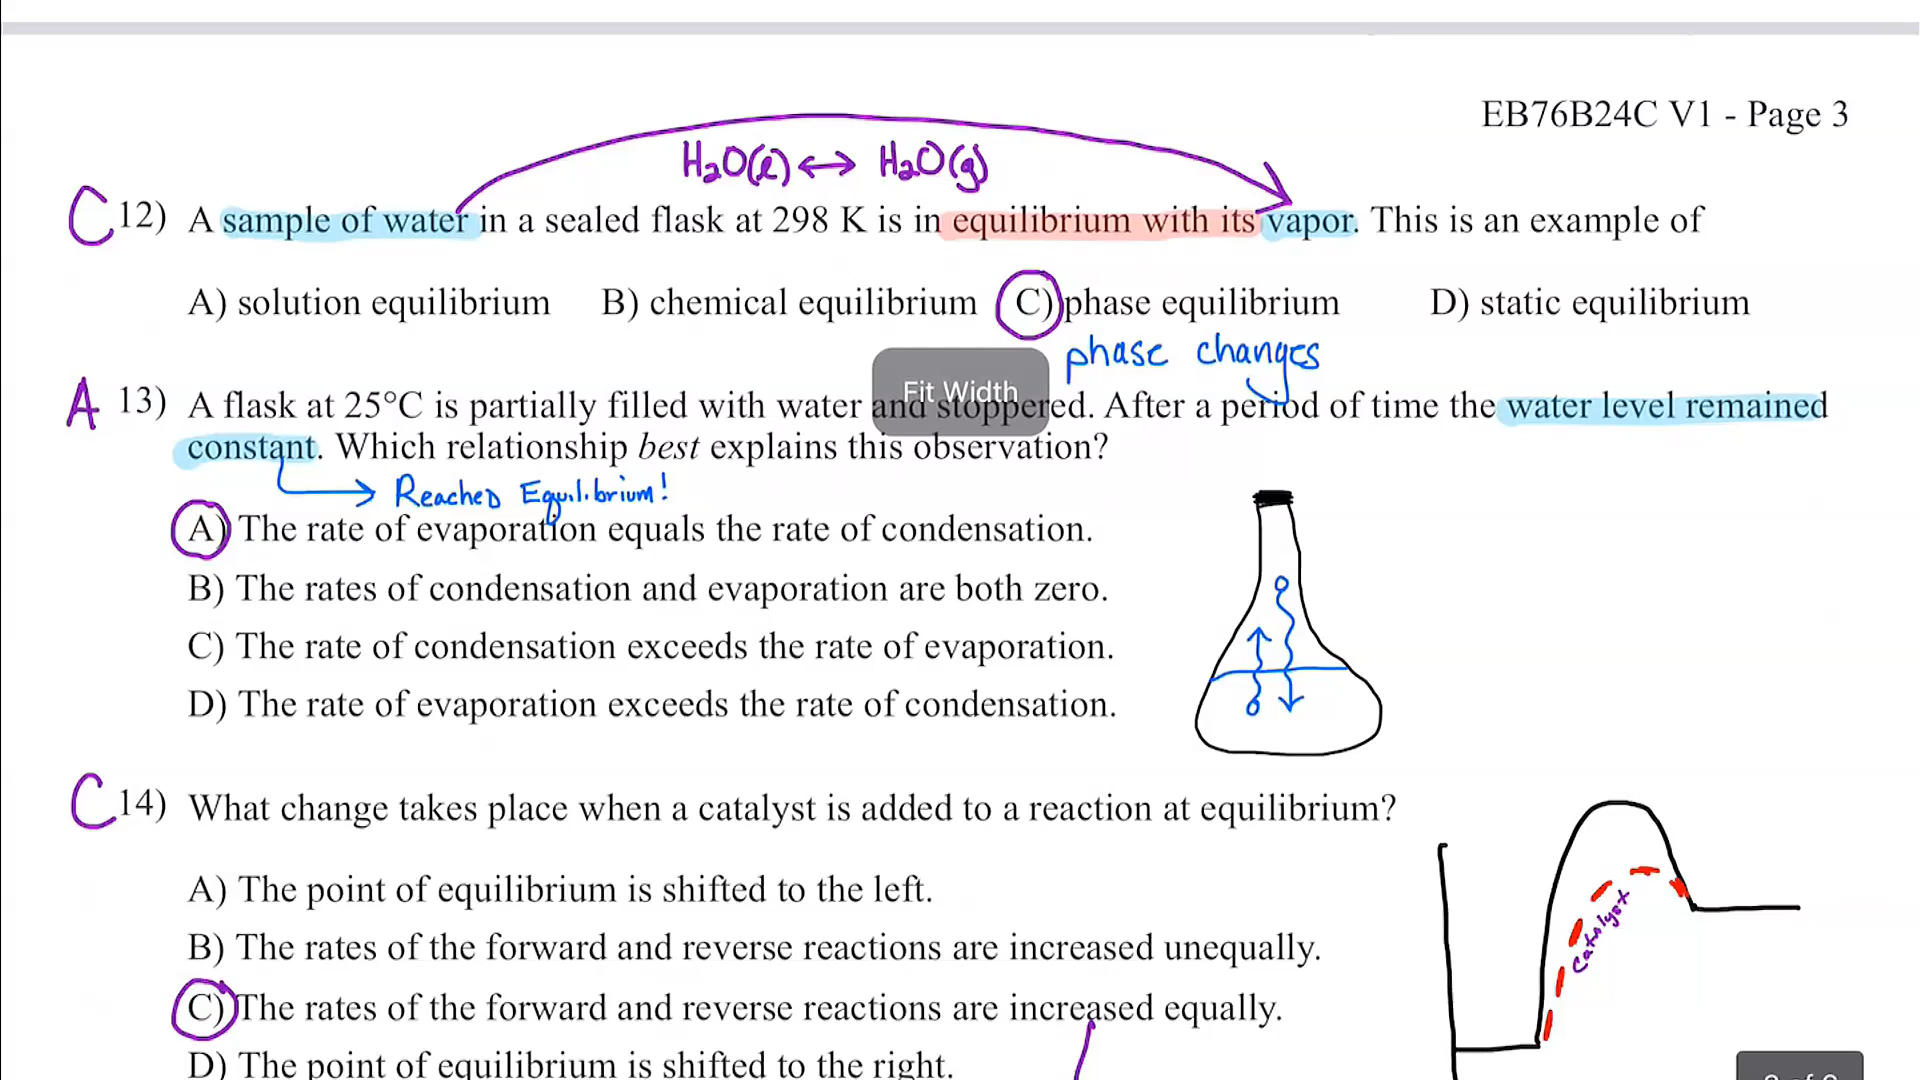 EB76B24C V1 - Page 3
H₂O(l) ↔ H₂O(g)
C 12) A sample of water in a sealed flask at 298 K is in equilibrium with its vapor. This is an example of
A) solution equilibrium B) chemical equilibrium C) phase equilibrium D) static equilibrium
phase changes
Fit Width
A 13) A flask at 25°C is partially filled with water and stoppered. After a period of time the water level remained
constant. Which relationship best explains this observation?
Reached Equilibrium!
A) The rate of evaporation equals the rate of condensation.
B) The rates of condensation and evaporation are both zero.
C) The rate of condensation exceeds the rate of evaporation.
D) The rate of evaporation exceeds the rate of condensation.
C 14) What change takes place when a catalyst is added to a reaction at equilibrium?
A) The point of equilibrium is shifted to the left.
B) The rates of the forward and reverse reactions are increased unequally.
catalyst
C) The rates of the forward and reverse reactions are increased equally.
D) The point of equilibrium is shifted to the right.